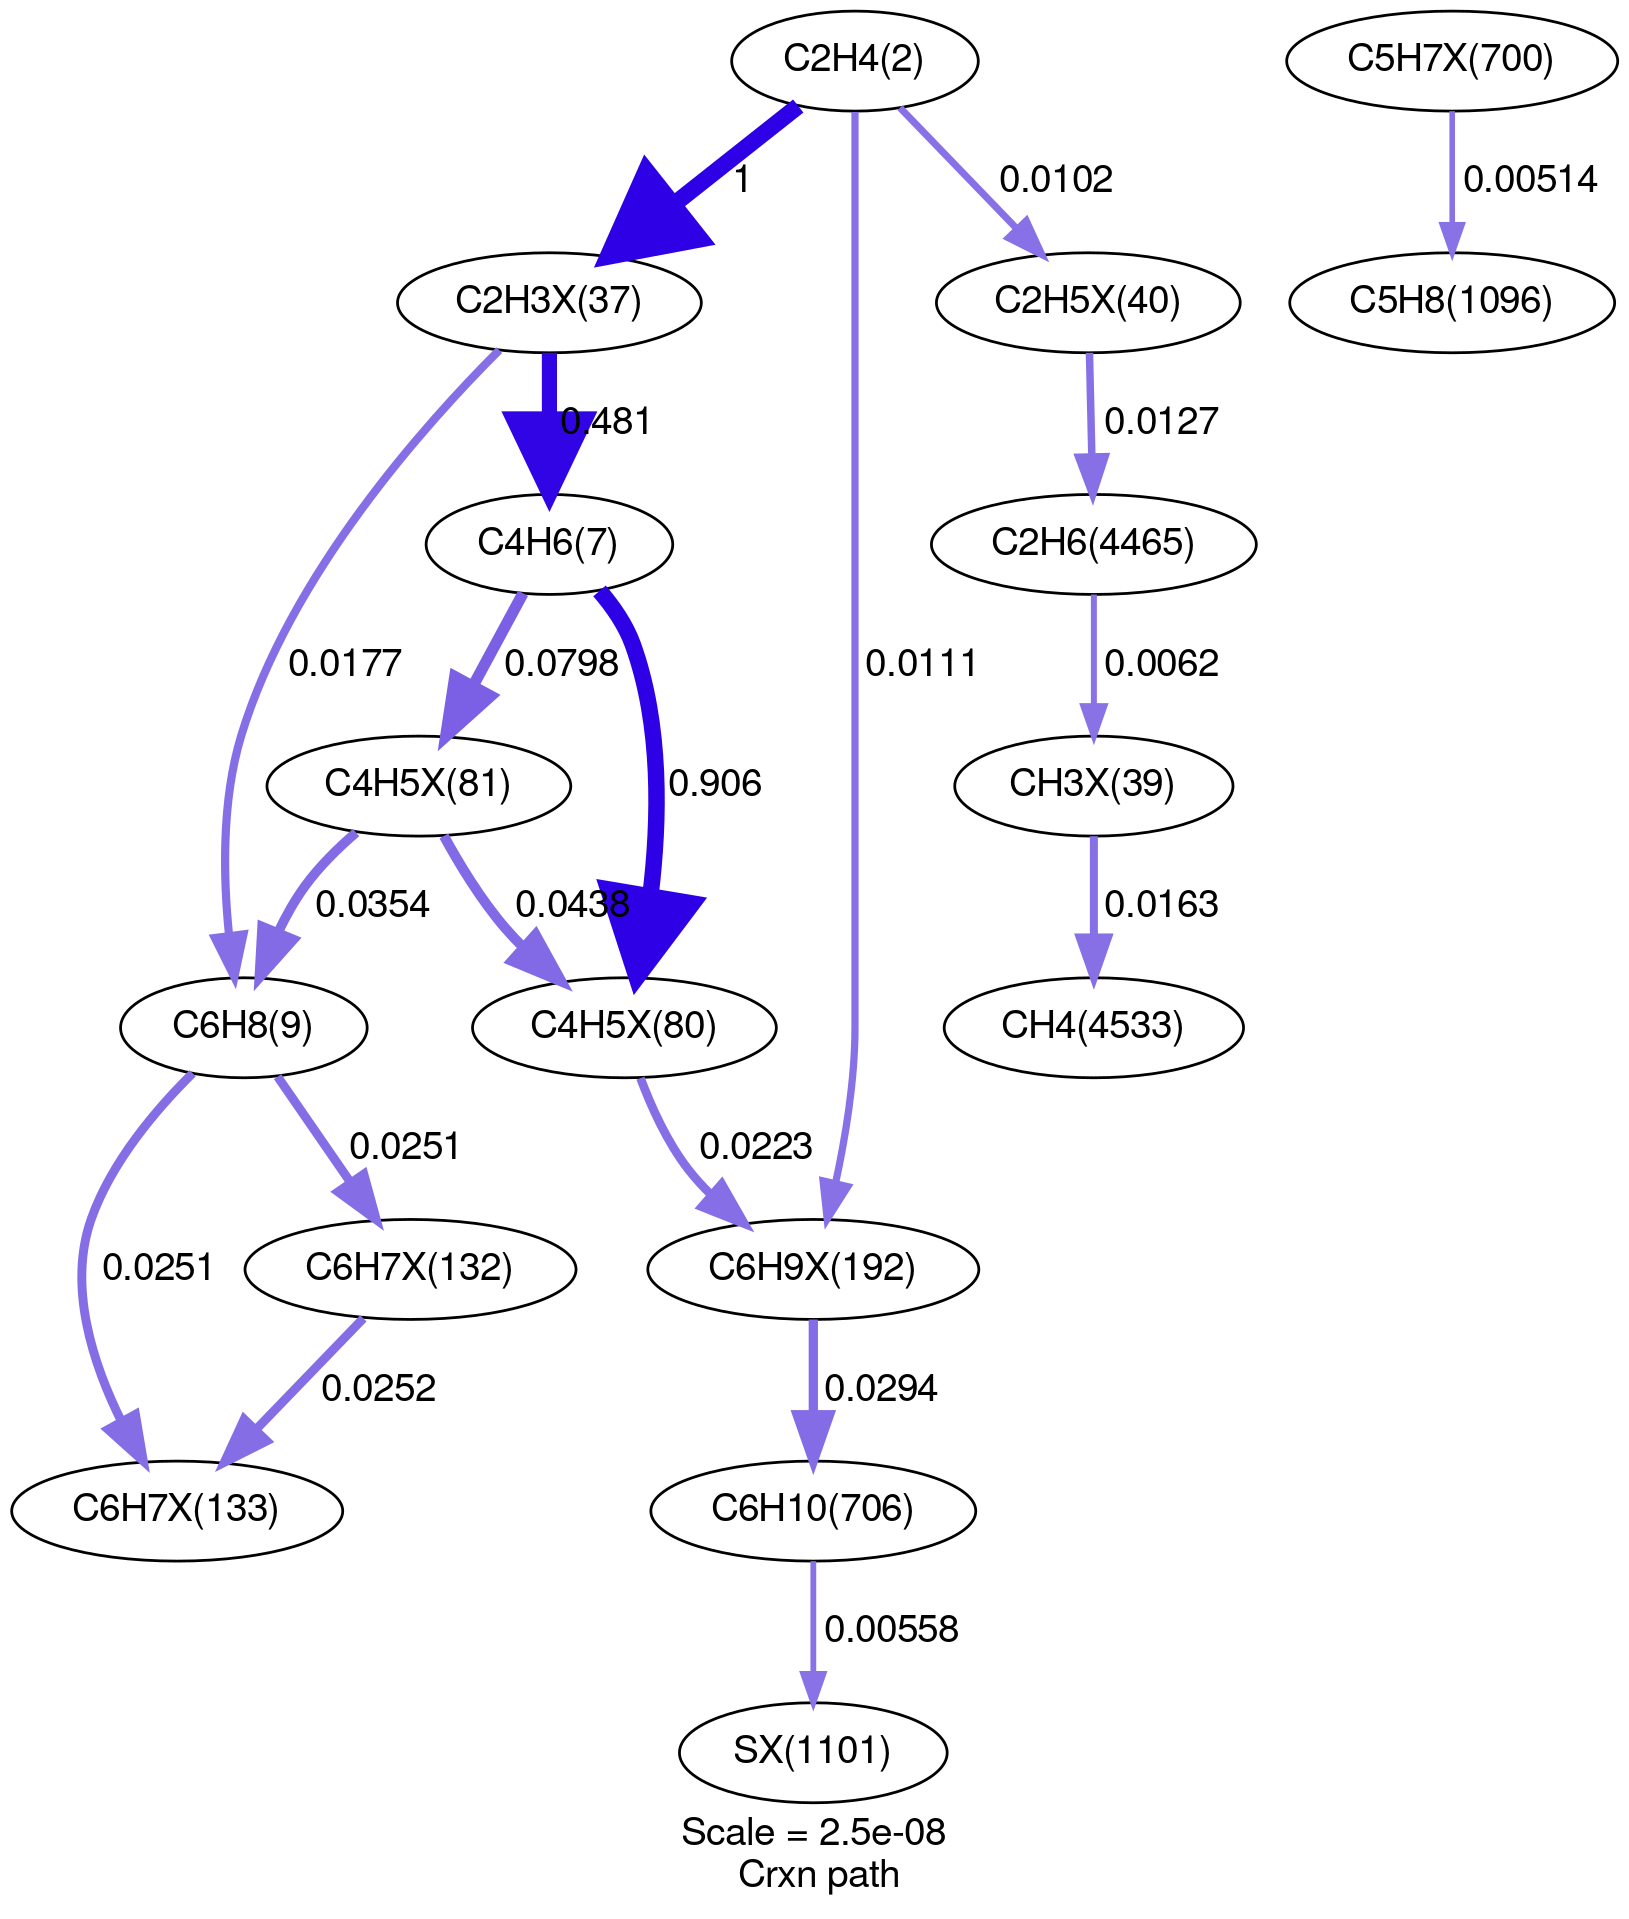 C2H4(2)
C5H7X(700)
1
0.0102
0.00514
C2H3X(37)
C2H5X(40)
C5H8(1096)
0.481
0.0127
C4H6(7)
C2H6(4465)
0.0177
0.0798
0.0111
0.0062
C4H5X(81)
0.906
CH3X(39)
0.0354
0.0438
0.0163
C6H8(9)
C4H5X(80)
CH4(4533)
0.0251
0.0223
0.0251
C6H7X(132)
C6H9X(192)
0.0252
0.0294
C6H7X(133)
C6H10(706)
0.00558
SX(1101)
Scale = 2.5e-08
Crxn path